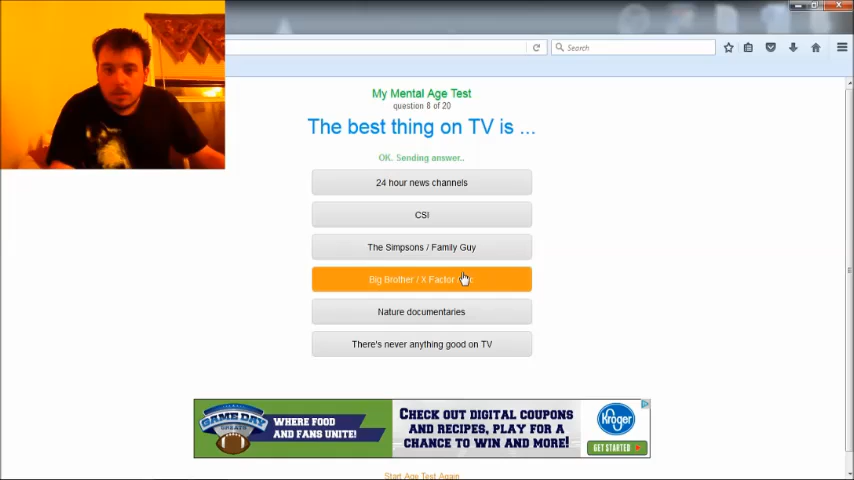 Search
My Mental Age Test
question 8 of 20
The best thing on TV is ...
OK. Sending answer..
24 hour news channels
CSI
The Simpsons / Family Guy
Big Brother / X Factor
Nature documentaries
There's never anything good on TV
GAME DAY
GREATS
WHERE FOOD
AND FANS UNITE!
CHECK OUT DIGITAL COUPONS
AND RECIPES, PLAY FOR A
CHANCE TO WIN AND MORE!
Kroger
GET STARTED
Start Age Test Again